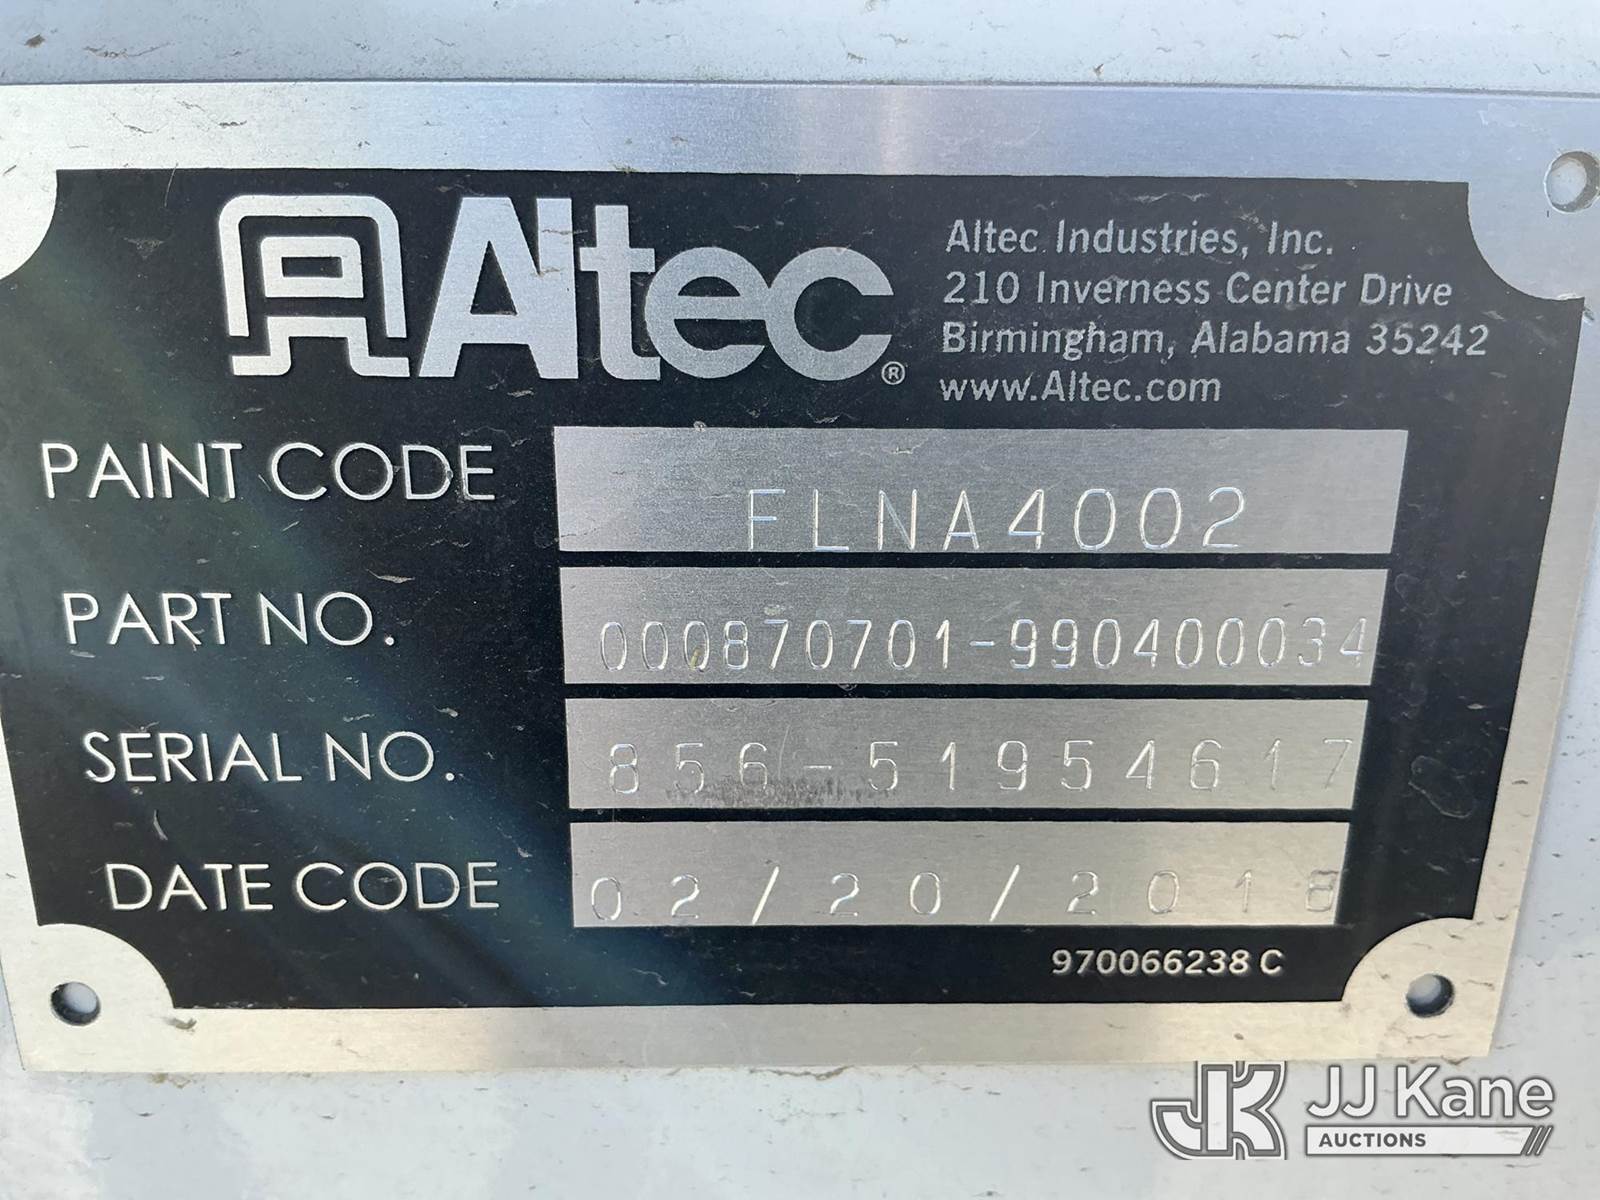 Altec®
Altec Industries, Inc.
210 Inverness Center Drive
Birmingham, Alabama 35242
www.Altec.com
PAINT CODE FLNA4002
PART NO. 000870701-990400034
SERIAL NO. 856-51954617
DATE CODE 02/20/2018
970066238 C
JK JJ Kane
AUCTIONS